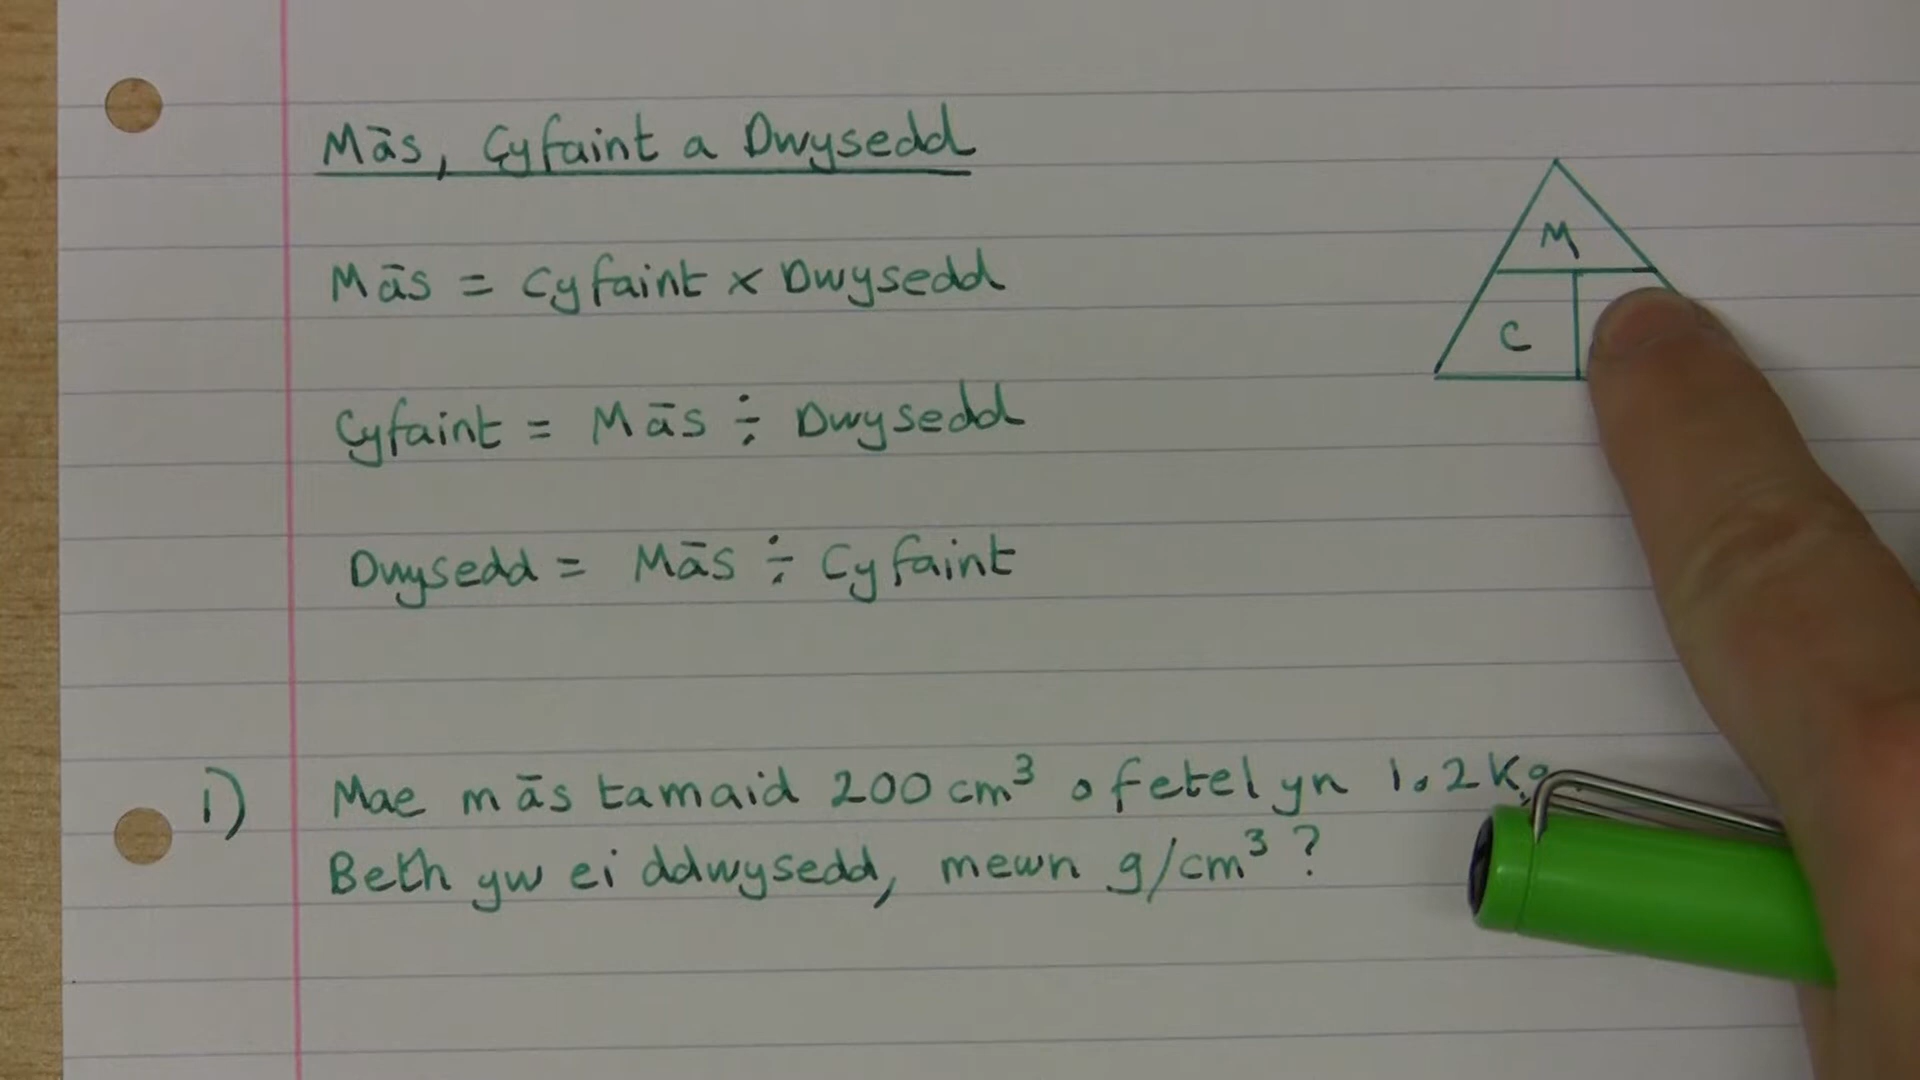 Mās, Cyfaint a Dwysedd
Mās = Cyfaint × Dwysedd
Cyfaint = Mās ÷ Dwysedd
Dwysedd = Mās ÷ Cyfaint
M
C
1) Mae mās tamaid 200 cm³ o fetel yn 1.2 Kg
Beth yw ei ddwysedd, mewn g/cm³ ?